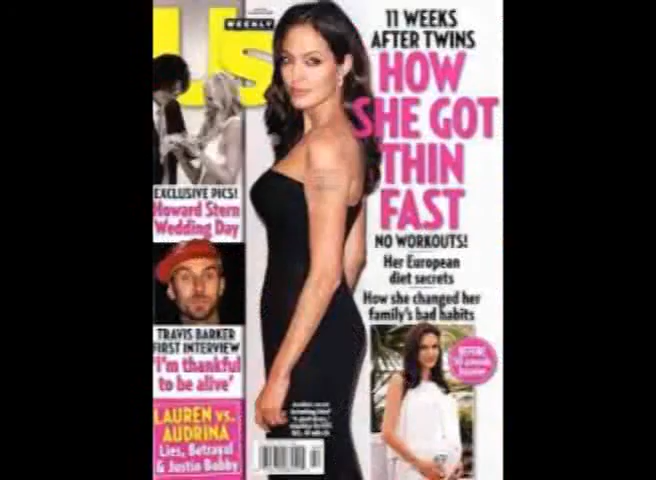 Us
WEEKLY
11 WEEKS
AFTER TWINS
HOW
SHE GOT
THIN
FAST
NO WORKOUTS!
Her European
diet secrets
How she changed her
family's bad habits
BEFORE
EXCLUSIVE PICS!
Howard Stern
Wedding Day
TRAVIS BARKER
FIRST INTERVIEW
'I'm thankful
to be alive'
LAUREN vs.
AUDRINA
Lies, Betrayal
& Justin Bobby